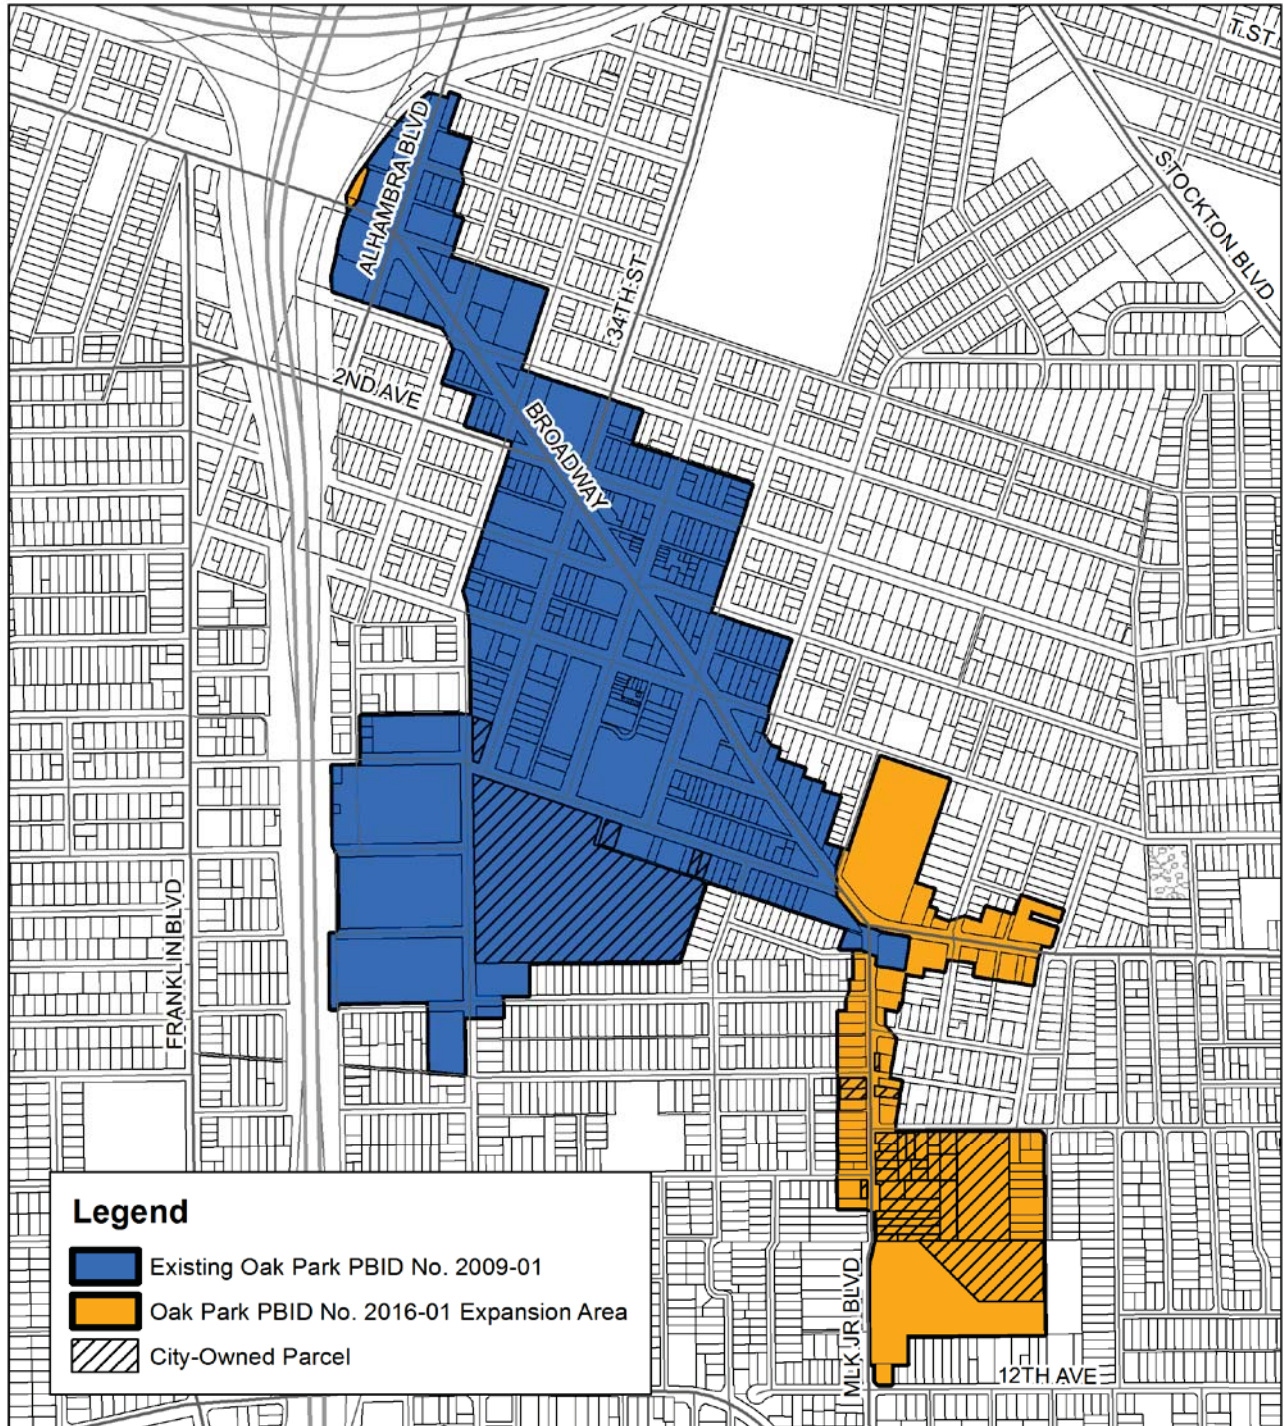 T ST
ALHAMBRA BLVD
STOCKTON BLVD
34TH ST
2ND AVE
BROADWAY
FRANKLIN BLVD
MLK JR BLVD
12TH AVE
Legend
Existing Oak Park PBID No. 2009-01
Oak Park PBID No. 2016-01 Expansion Area
City-Owned Parcel